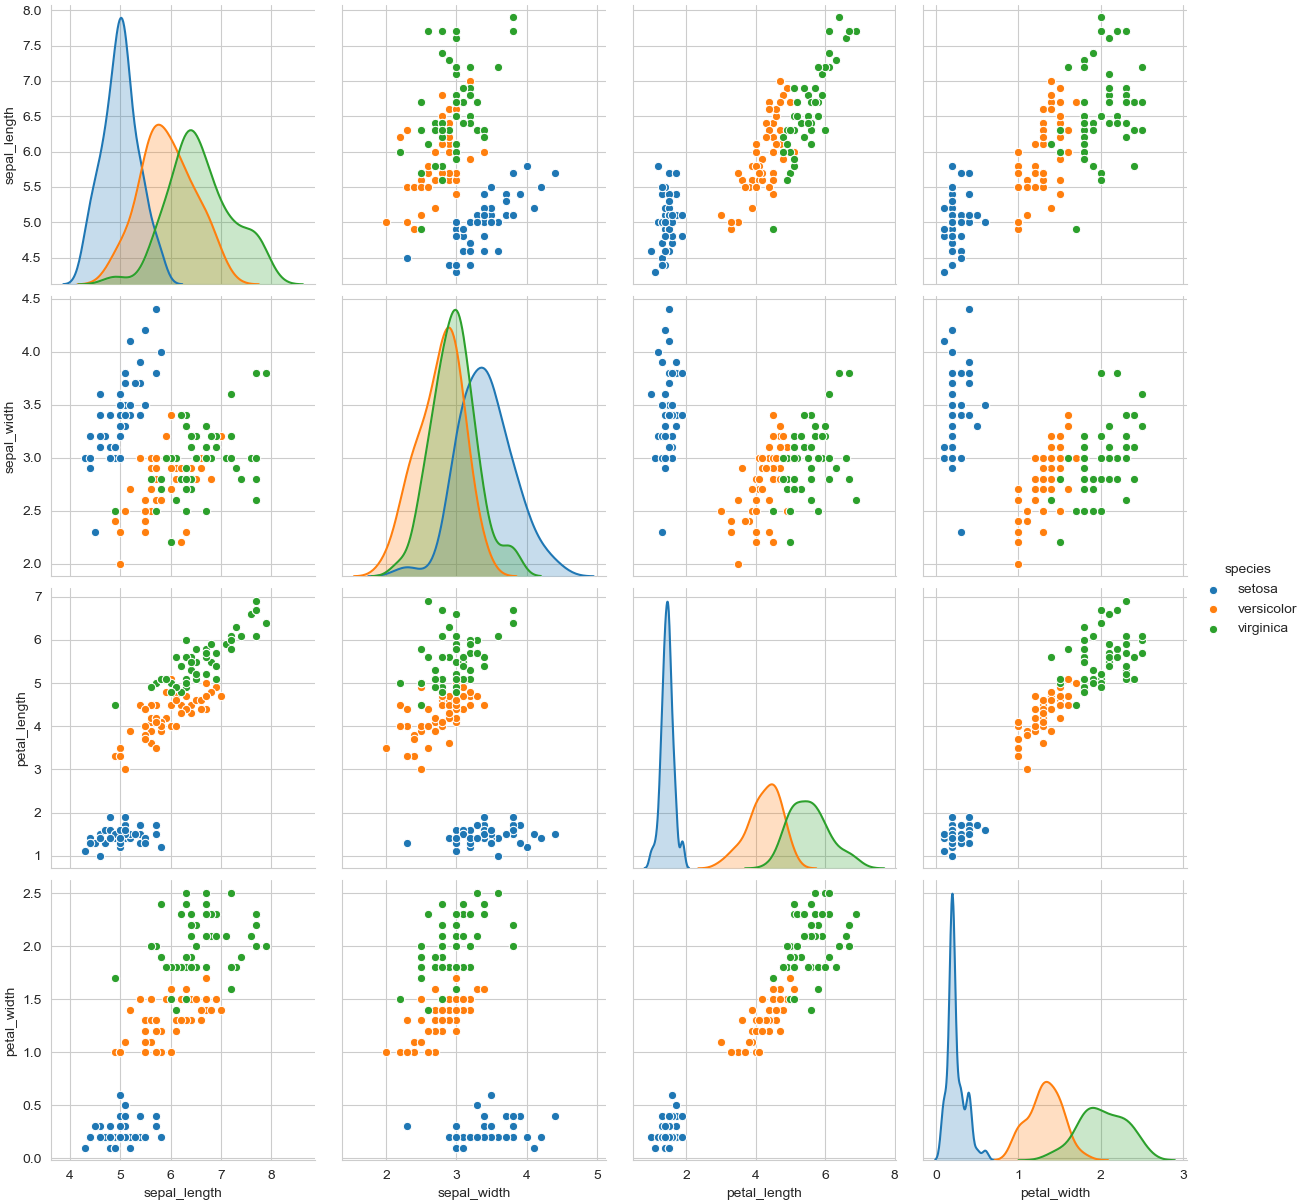 8.0
7.5
7.0
6.5
6.0
5.5
5.0
4.5
sepal_length
4.5
4.0
3.5
3.0
2.5
2.0
sepal_width
species
setosa
versicolor
virginica
7
6
5
4
3
2
1
petal_length
2.5
2.0
1.5
1.0
0.5
0.0
petal_width
4 5 6 7 8 2 3 4 5 2 4 6 8 0 1 2 3
sepal_length sepal_width petal_length petal_width